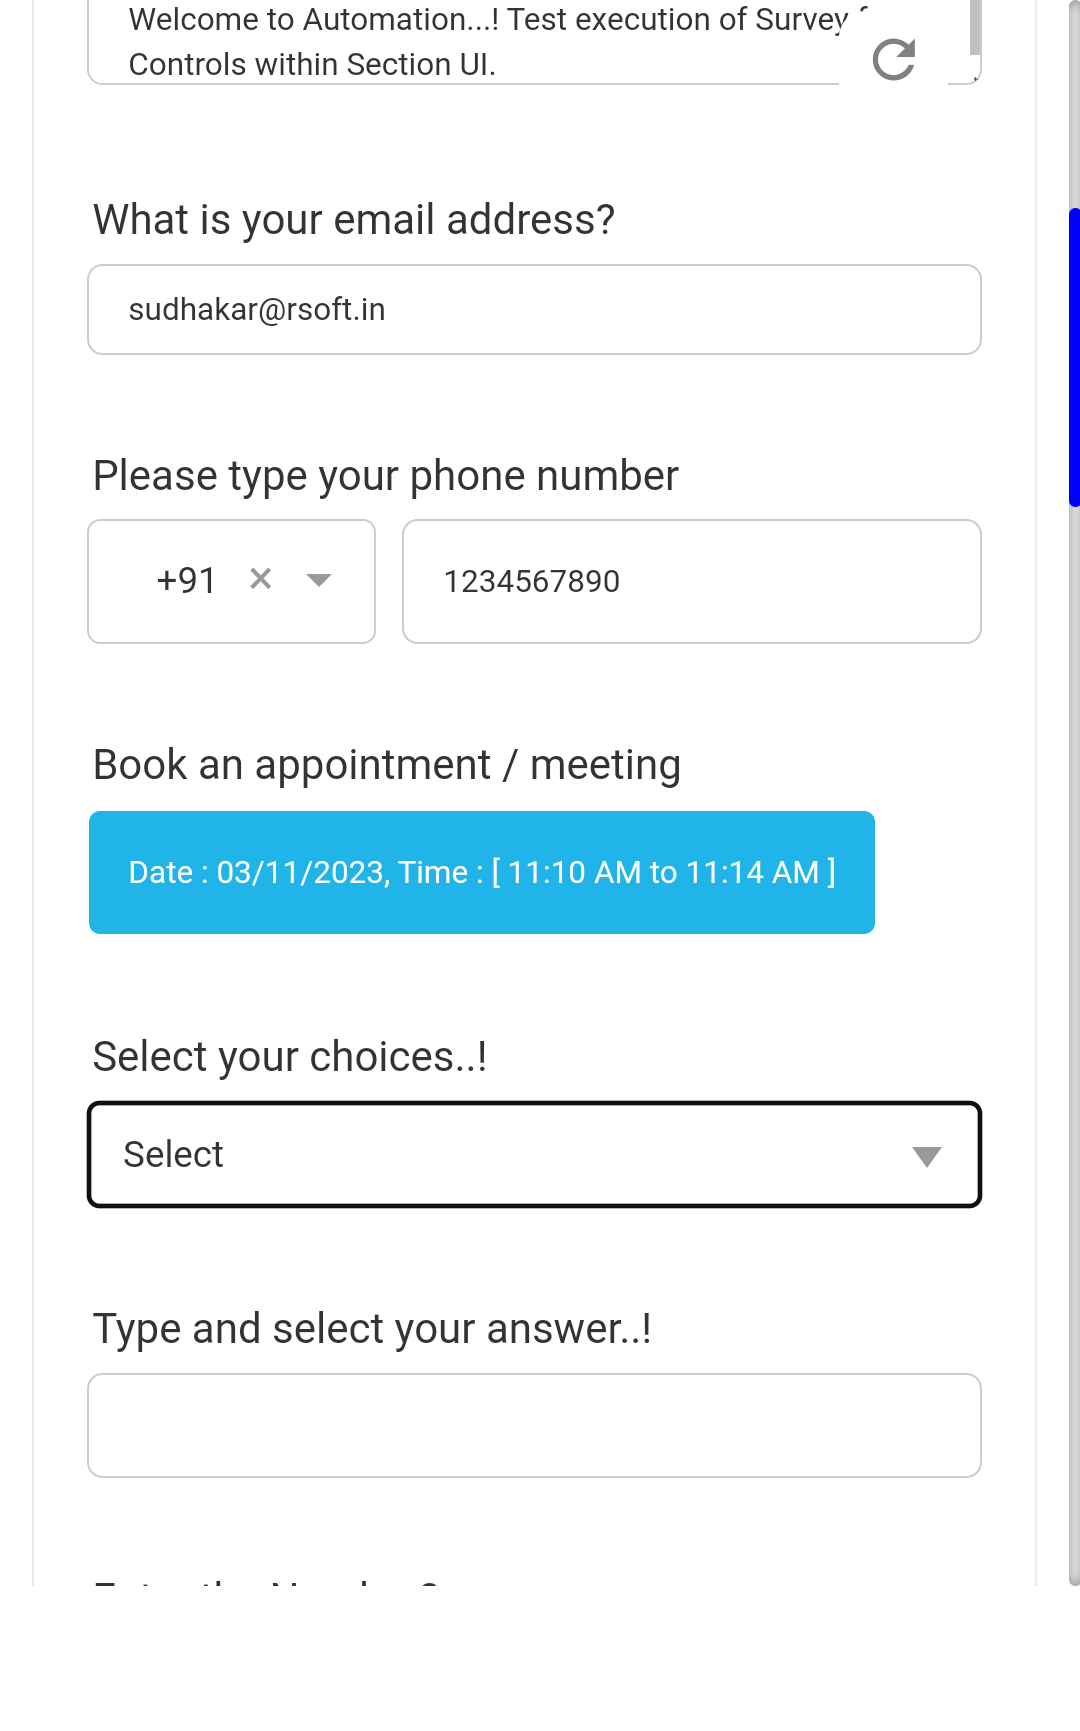 Welcome to Automation...! Test execution of Survey
Controls within Section UI.
What is your email address?
sudhakar@rsoft.in
Please type your phone number
+91 × 1234567890
Book an appointment / meeting
Date : 03/11/2023, Time : [ 11:10 AM to 11:14 AM ]
Select your choices..!
Select
Type and select your answer..!